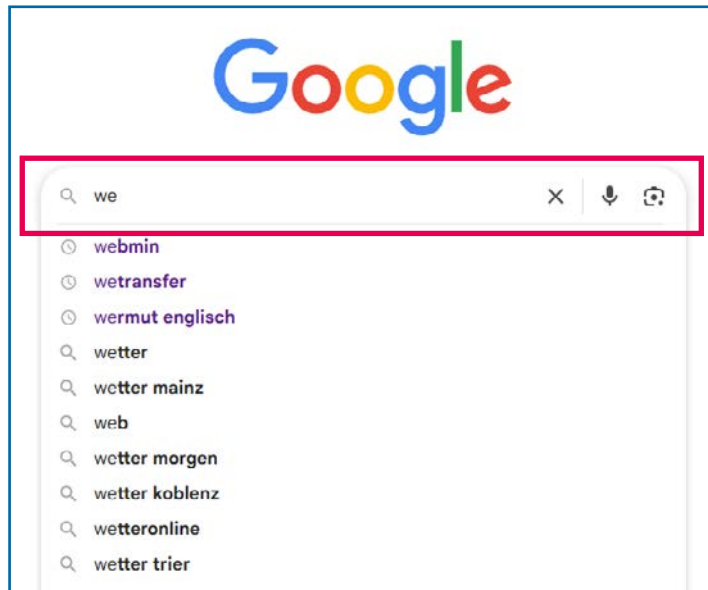 Google
we
webmin
wetransfer
wermut englisch
wetter
wetter mainz
web
wetter morgen
wetter koblenz
wetteronline
wetter trier